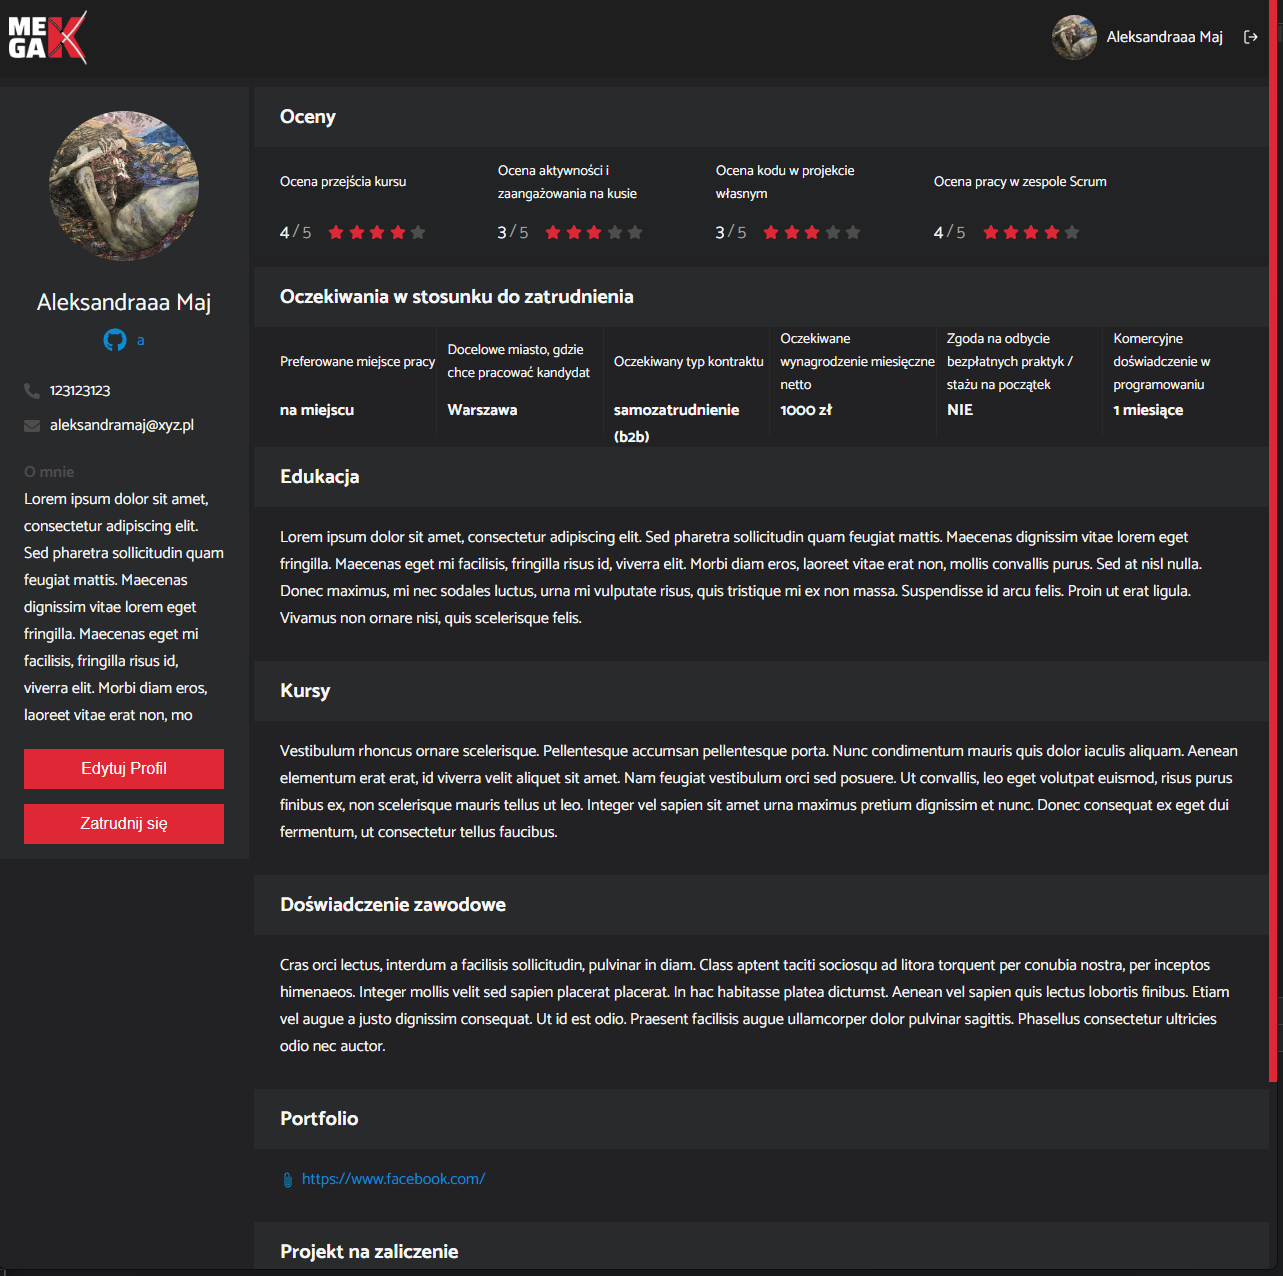 MEGAK
Aleksandraaa Maj
Aleksandraaa Maj
a
123123123
aleksandramaj@xyz.pl
O mnie
Lorem ipsum dolor sit amet,
consectetur adipiscing elit.
Sed pharetra sollicitudin quam
feugiat mattis. Maecenas
dignissim vitae lorem eget
fringilla. Maecenas eget mi
facilisis, fringilla risus id,
viverra elit. Morbi diam eros,
laoreet vitae erat non, mo
Edytuj Profil
Zatrudnij się
Oceny
Ocena przejścia kursu
4 / 5
Ocena aktywności i
zaangażowania na kusie
3 / 5
Ocena kodu w projekcie
własnym
3 / 5
Ocena pracy w zespole Scrum
4 / 5
Oczekiwania w stosunku do zatrudnienia
Preferowane miejsce pracy
na miejscu
Docelowe miasto, gdzie
chce pracować kandydat
Warszawa
Oczekiwany typ kontraktu
samozatrudnienie
(b2b)
Oczekiwane
wynagrodzenie miesięczne
netto
1000 zł
Zgoda na odbycie
bezpłatnych praktyk /
stażu na początek
NIE
Komercyjne
doświadczenie w
programowaniu
1 miesiące
Edukacja
Lorem ipsum dolor sit amet, consectetur adipiscing elit. Sed pharetra sollicitudin quam feugiat mattis. Maecenas dignissim vitae lorem eget
fringilla. Maecenas eget mi facilisis, fringilla risus id, viverra elit. Morbi diam eros, laoreet vitae erat non, mollis convallis purus. Sed at nisl nulla.
Donec maximus, mi nec sodales luctus, urna mi vulputate risus, quis tristique mi ex non massa. Suspendisse id arcu felis. Proin ut erat ligula.
Vivamus non ornare nisi, quis scelerisque felis.
Kursy
Vestibulum rhoncus ornare scelerisque. Pellentesque accumsan pellentesque porta. Nunc condimentum mauris quis dolor iaculis aliquam. Aenean
elementum erat erat, id viverra velit aliquet sit amet. Nam feugiat vestibulum orci sed posuere. Ut convallis, leo eget volutpat euismod, risus purus
finibus ex, non scelerisque mauris tellus ut leo. Integer vel sapien sit amet urna maximus pretium dignissim et nunc. Donec consequat ex eget dui
fermentum, ut consectetur tellus faucibus.
Doświadczenie zawodowe
Cras orci lectus, interdum a facilisis sollicitudin, pulvinar in diam. Class aptent taciti sociosqu ad litora torquent per conubia nostra, per inceptos
himenaeos. Integer mollis velit sed sapien placerat placerat. In hac habitasse platea dictumst. Aenean vel sapien quis lectus lobortis finibus. Etiam
vel augue a justo dignissim consequat. Ut id est odio. Praesent facilisis augue ullamcorper dolor pulvinar sagittis. Phasellus consectetur ultricies
odio nec auctor.
Portfolio
https://www.facebook.com/
Projekt na zaliczenie